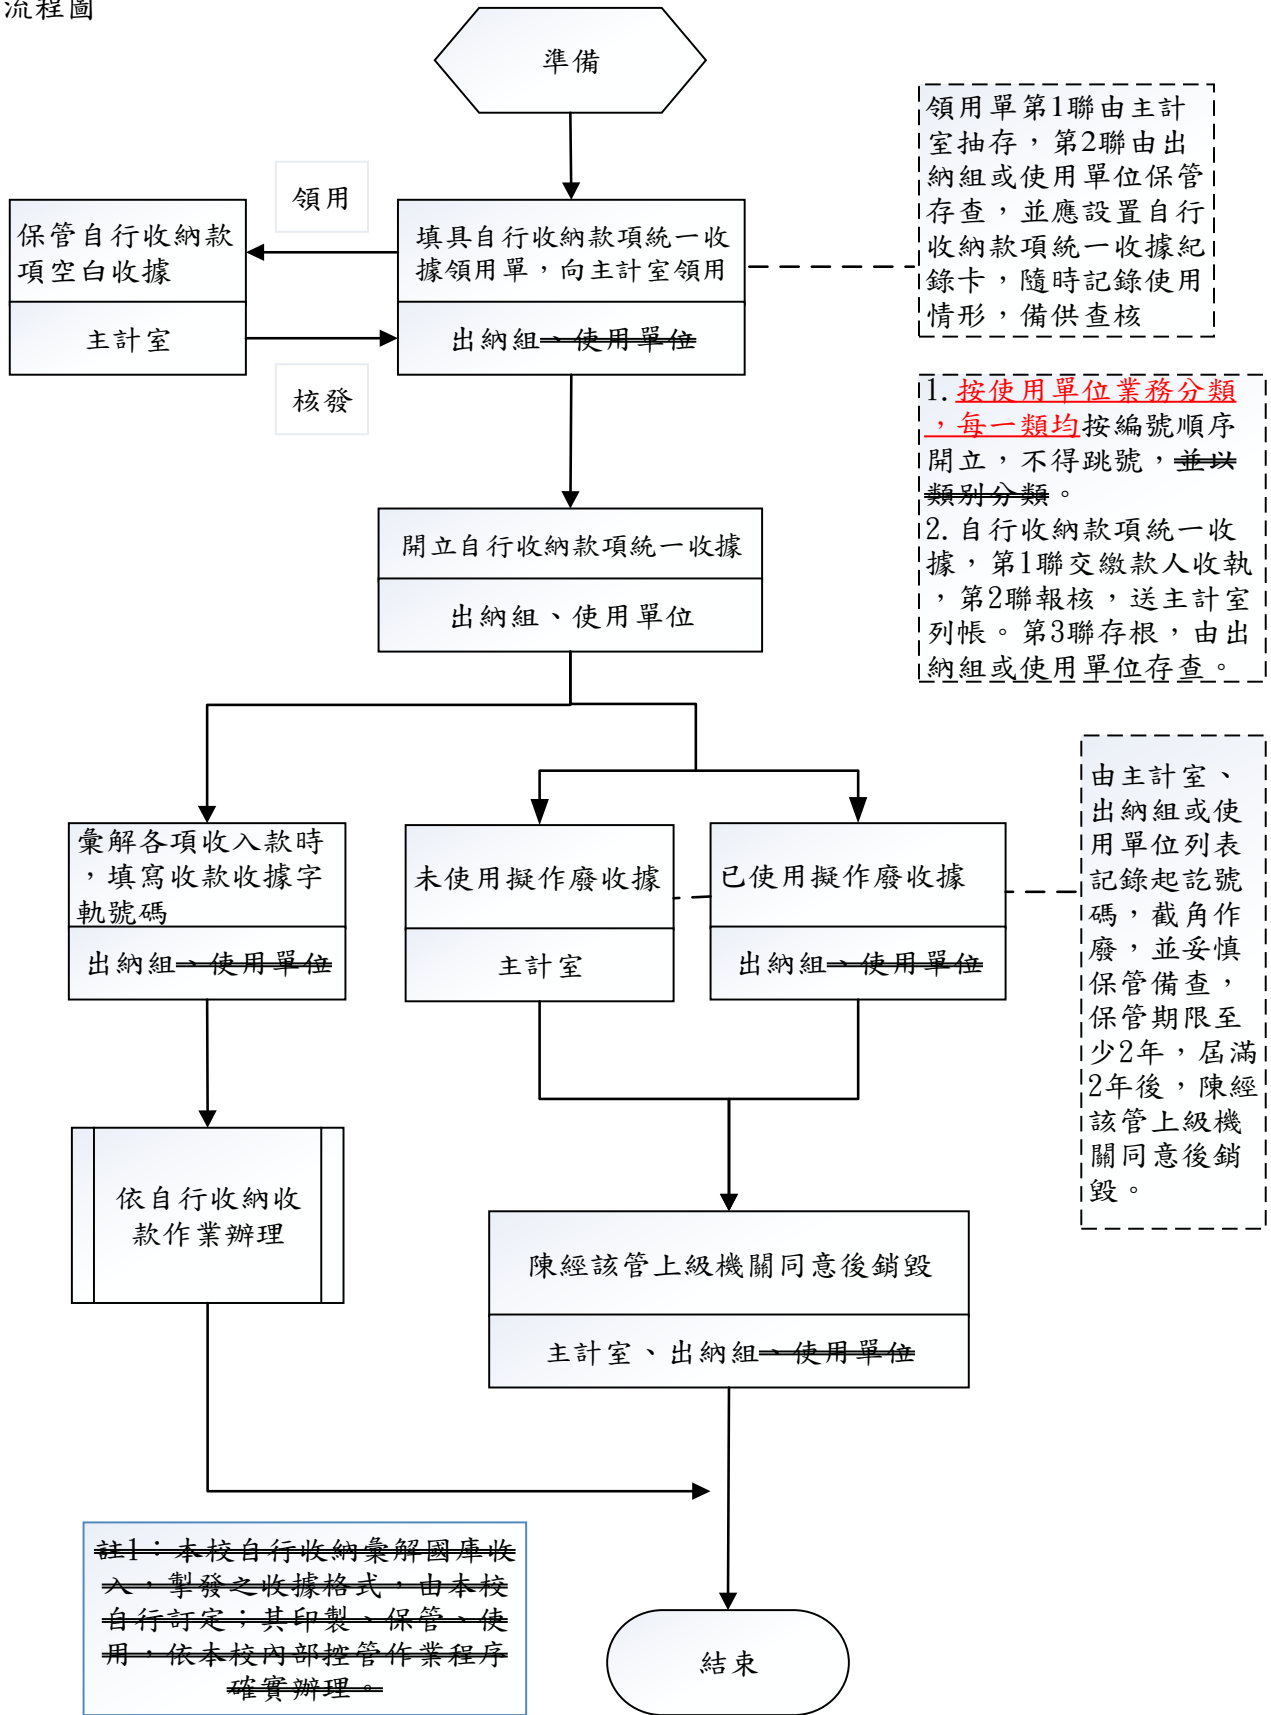 流程圖
準備
領用單第1聯由主計
室抽存，第2聯由出
納組或使用單位保管
存查，並應設置自行
收納款項統一收據紀
錄卡，隨時記錄使用
情形，備供查核
領用
保管自行收納款
項空白收據
主計室
填具自行收納款項統一收
據領用單，向主計室領用
出納組、使用單位
核發
1.按使用單位業務分類
，每一類均按編號順序
開立，不得跳號，並以
類別分類。
2.自行收納款項統一收
據，第1聯交繳款人收執
，第2聯報核，送主計室
列帳。第3聯存根，由出
納組或使用單位存查。
開立自行收納款項統一收據
出納組、使用單位
彙解各項收入款時
，填寫收款收據字
軌號碼
出納組、使用單位
未使用擬作廢收據
主計室
已使用擬作廢收據
出納組、使用單位
由主計室、
出納組或使
用單位列表
記錄起訖號
碼，截角作
廢，並妥慎
保管備查，
保管期限至
少2年，屆滿
2年後，陳經
該管上級機
關同意後銷
毀。
依自行收納收
款作業辦理
陳經該管上級機關同意後銷毀
主計室、出納組、使用單位
註1：本校自行收納彙解國庫收
入，掣發之收據格式，由本校
自行訂定；其印製、保管、使
用，依本校內部控管作業程序
確實辦理。
結束